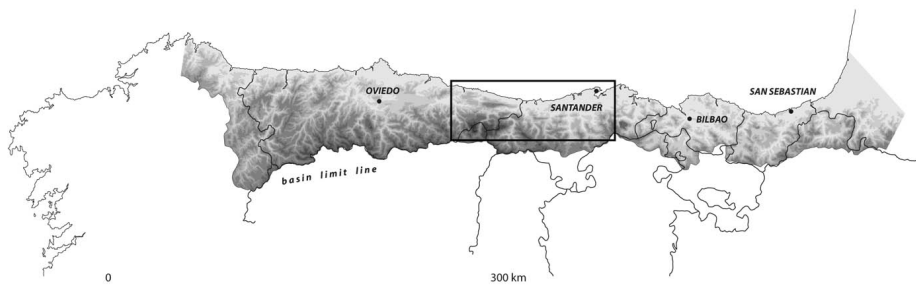 OVIEDO
SANTANDER
SAN SEBASTIAN
BILBAO
basin limit line
0
300 km